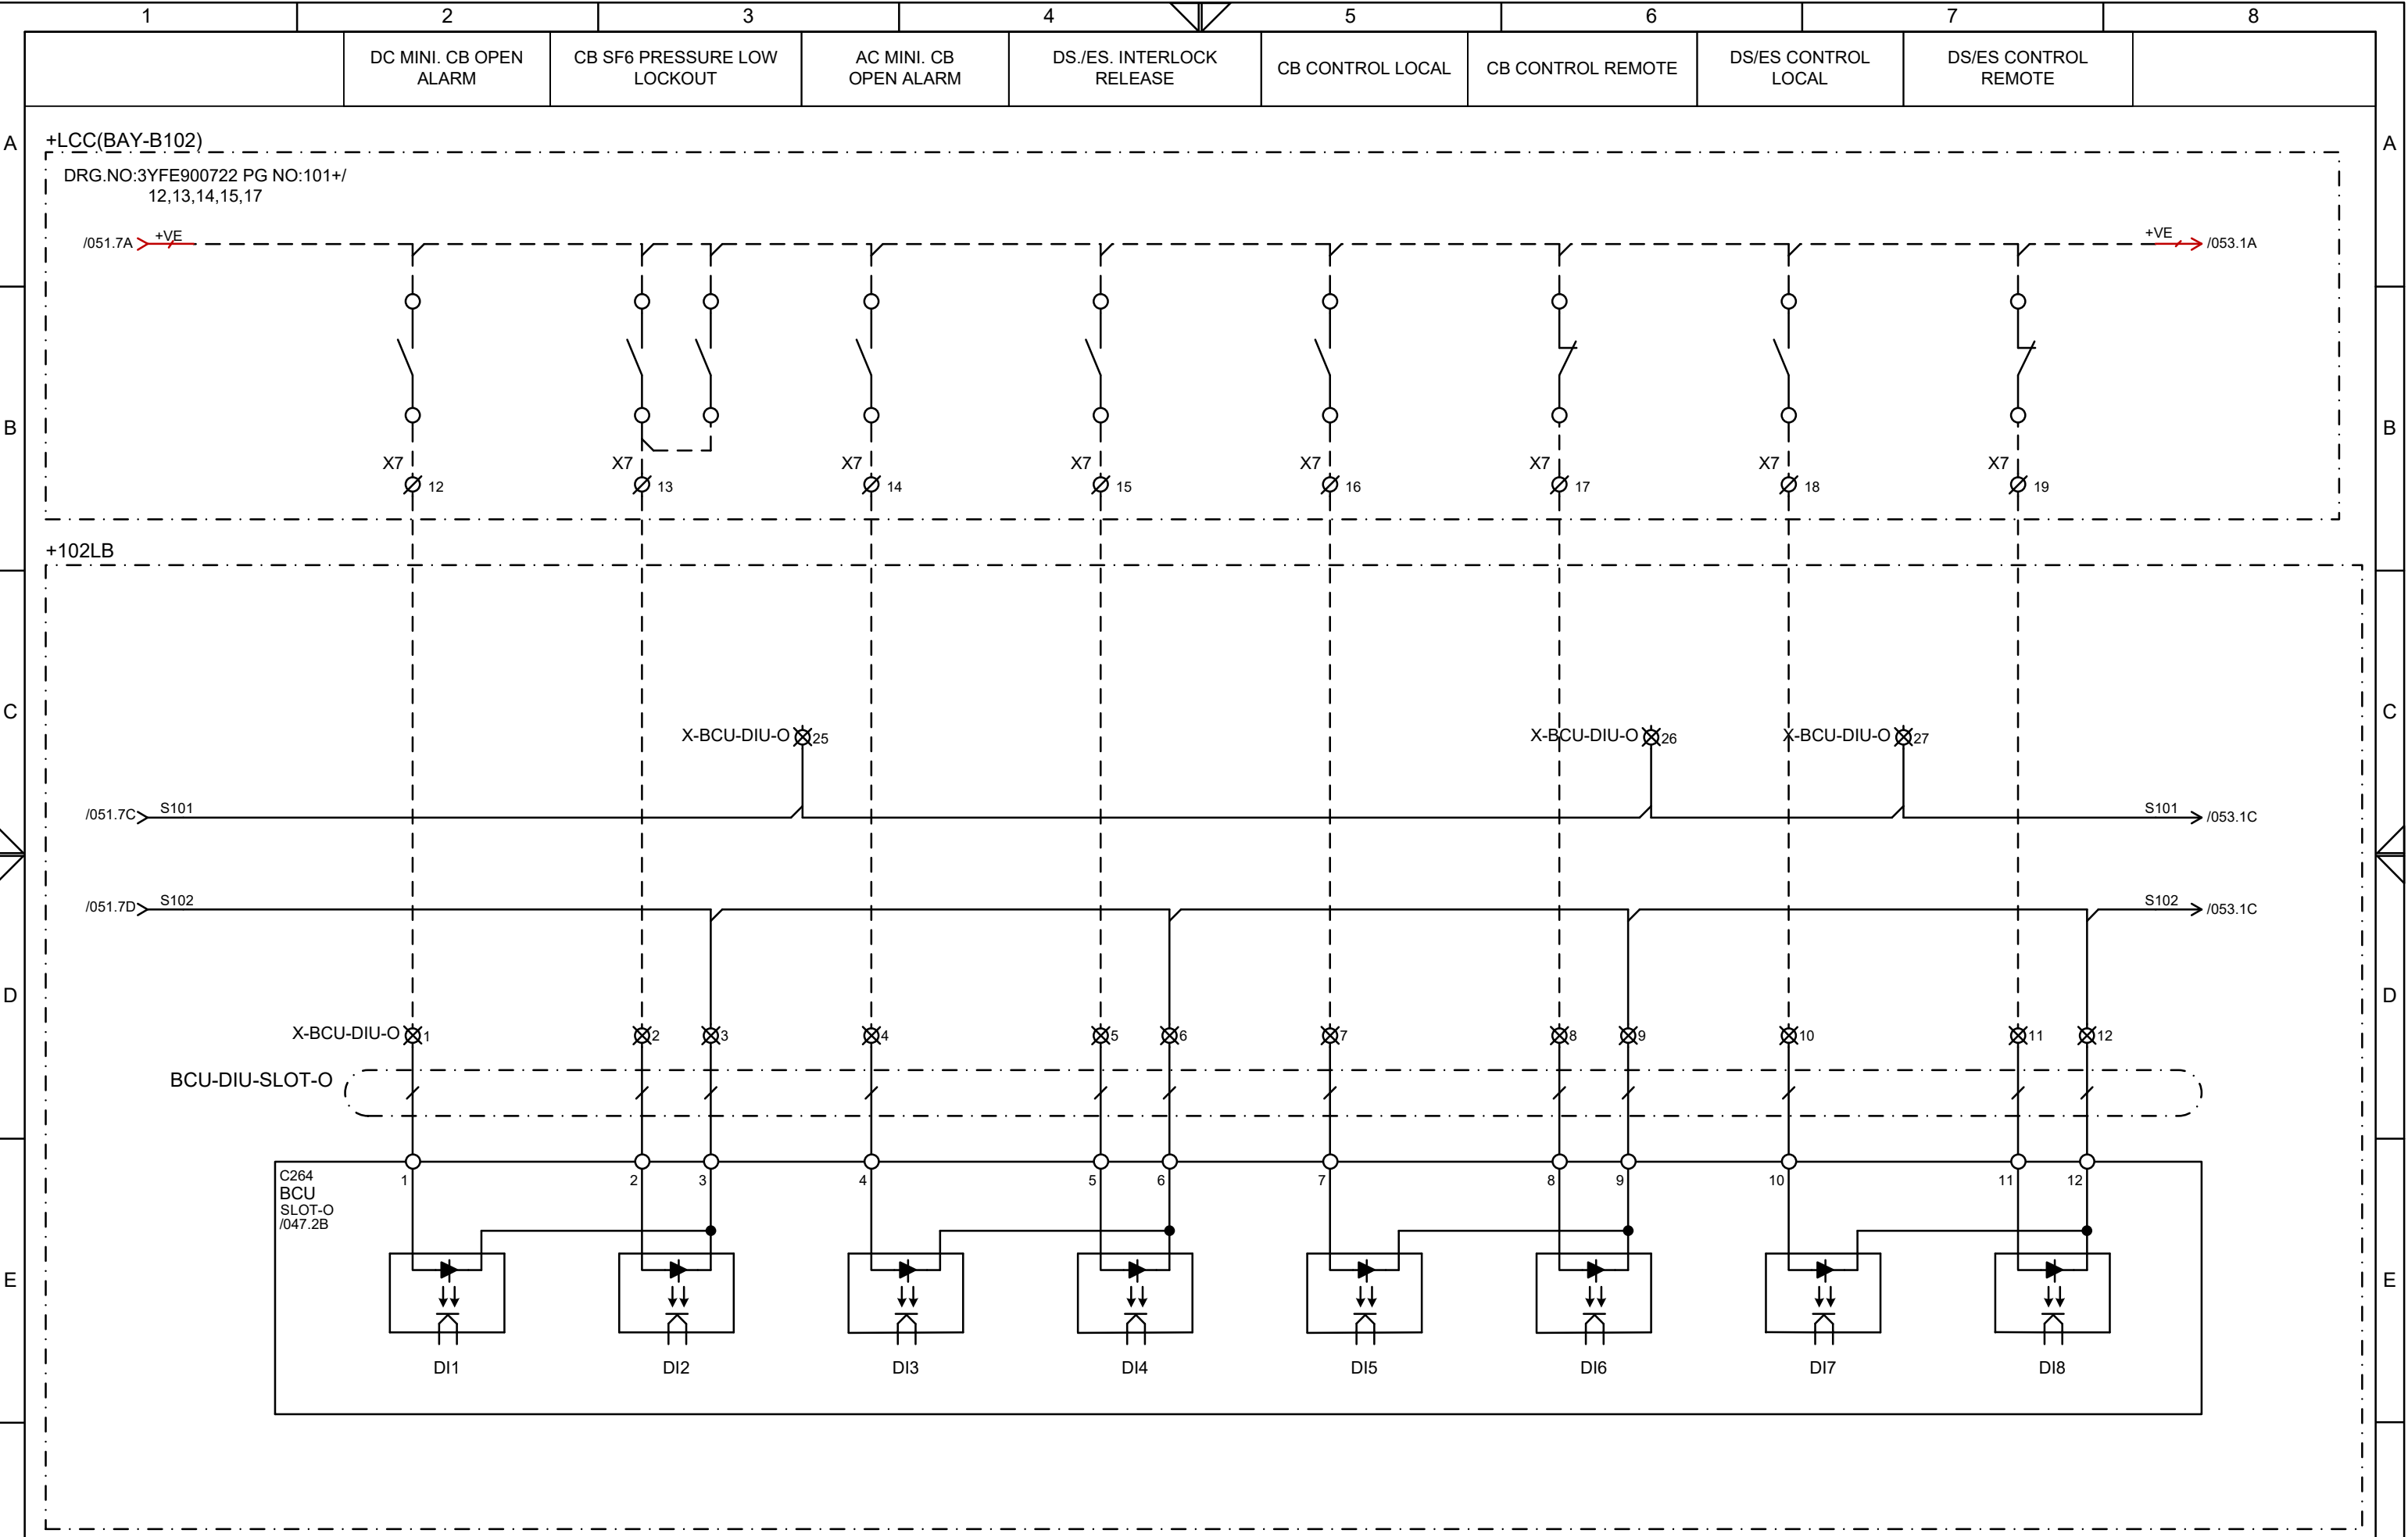 1 2 3 4 5 6 7 8
DC MINI. CB OPEN
ALARM
CB SF6 PRESSURE LOW
LOCKOUT
AC MINI. CB
OPEN ALARM
DS./ES. INTERLOCK
RELEASE
CB CONTROL LOCAL
CB CONTROL REMOTE
DS/ES CONTROL
LOCAL
DS/ES CONTROL
REMOTE
A A
+LCC(BAY-B102)
DRG.NO:3YFE900722 PG NO:101+/
12,13,14,15,17
/051.7A +VE +VE /053.1A
B B
X7 X7 X7 X7 X7 X7 X7 X7
12 13 14 15 16 17 18 19
+102LB
C C
X-BCU-DIU-O 25 X-BCU-DIU-O 26 X-BCU-DIU-O 27
/051.7C S101 S101 /053.1C
/051.7D S102 S102 /053.1C
D D
X-BCU-DIU-O 1 2 3 4 5 6 7 8 9 10 11 12
BCU-DIU-SLOT-O
C264
BCU
SLOT-O
/047.2B
1 2 3 4 5 6 7 8 9 10 11 12
E E
DI1 DI2 DI3 DI4 DI5 DI6 DI7 DI8